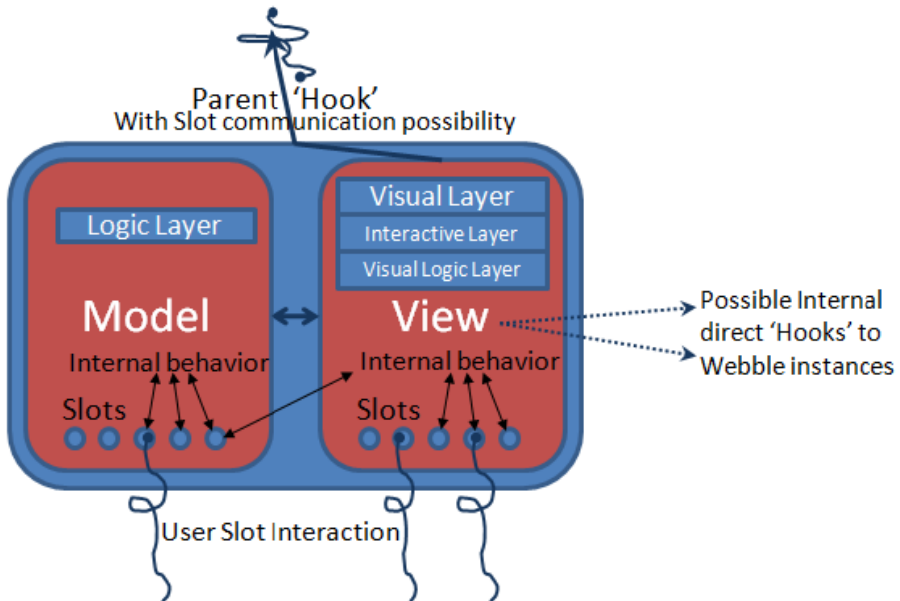 Parent 'Hook'
With Slot communication possibility
Logic Layer
Visual Layer
Interactive Layer
Visual Logic Layer
Model
View
Possible Internal
direct 'Hooks' to
Webble instances
Internal behavior
Internal behavior
Slots
Slots
User Slot Interaction